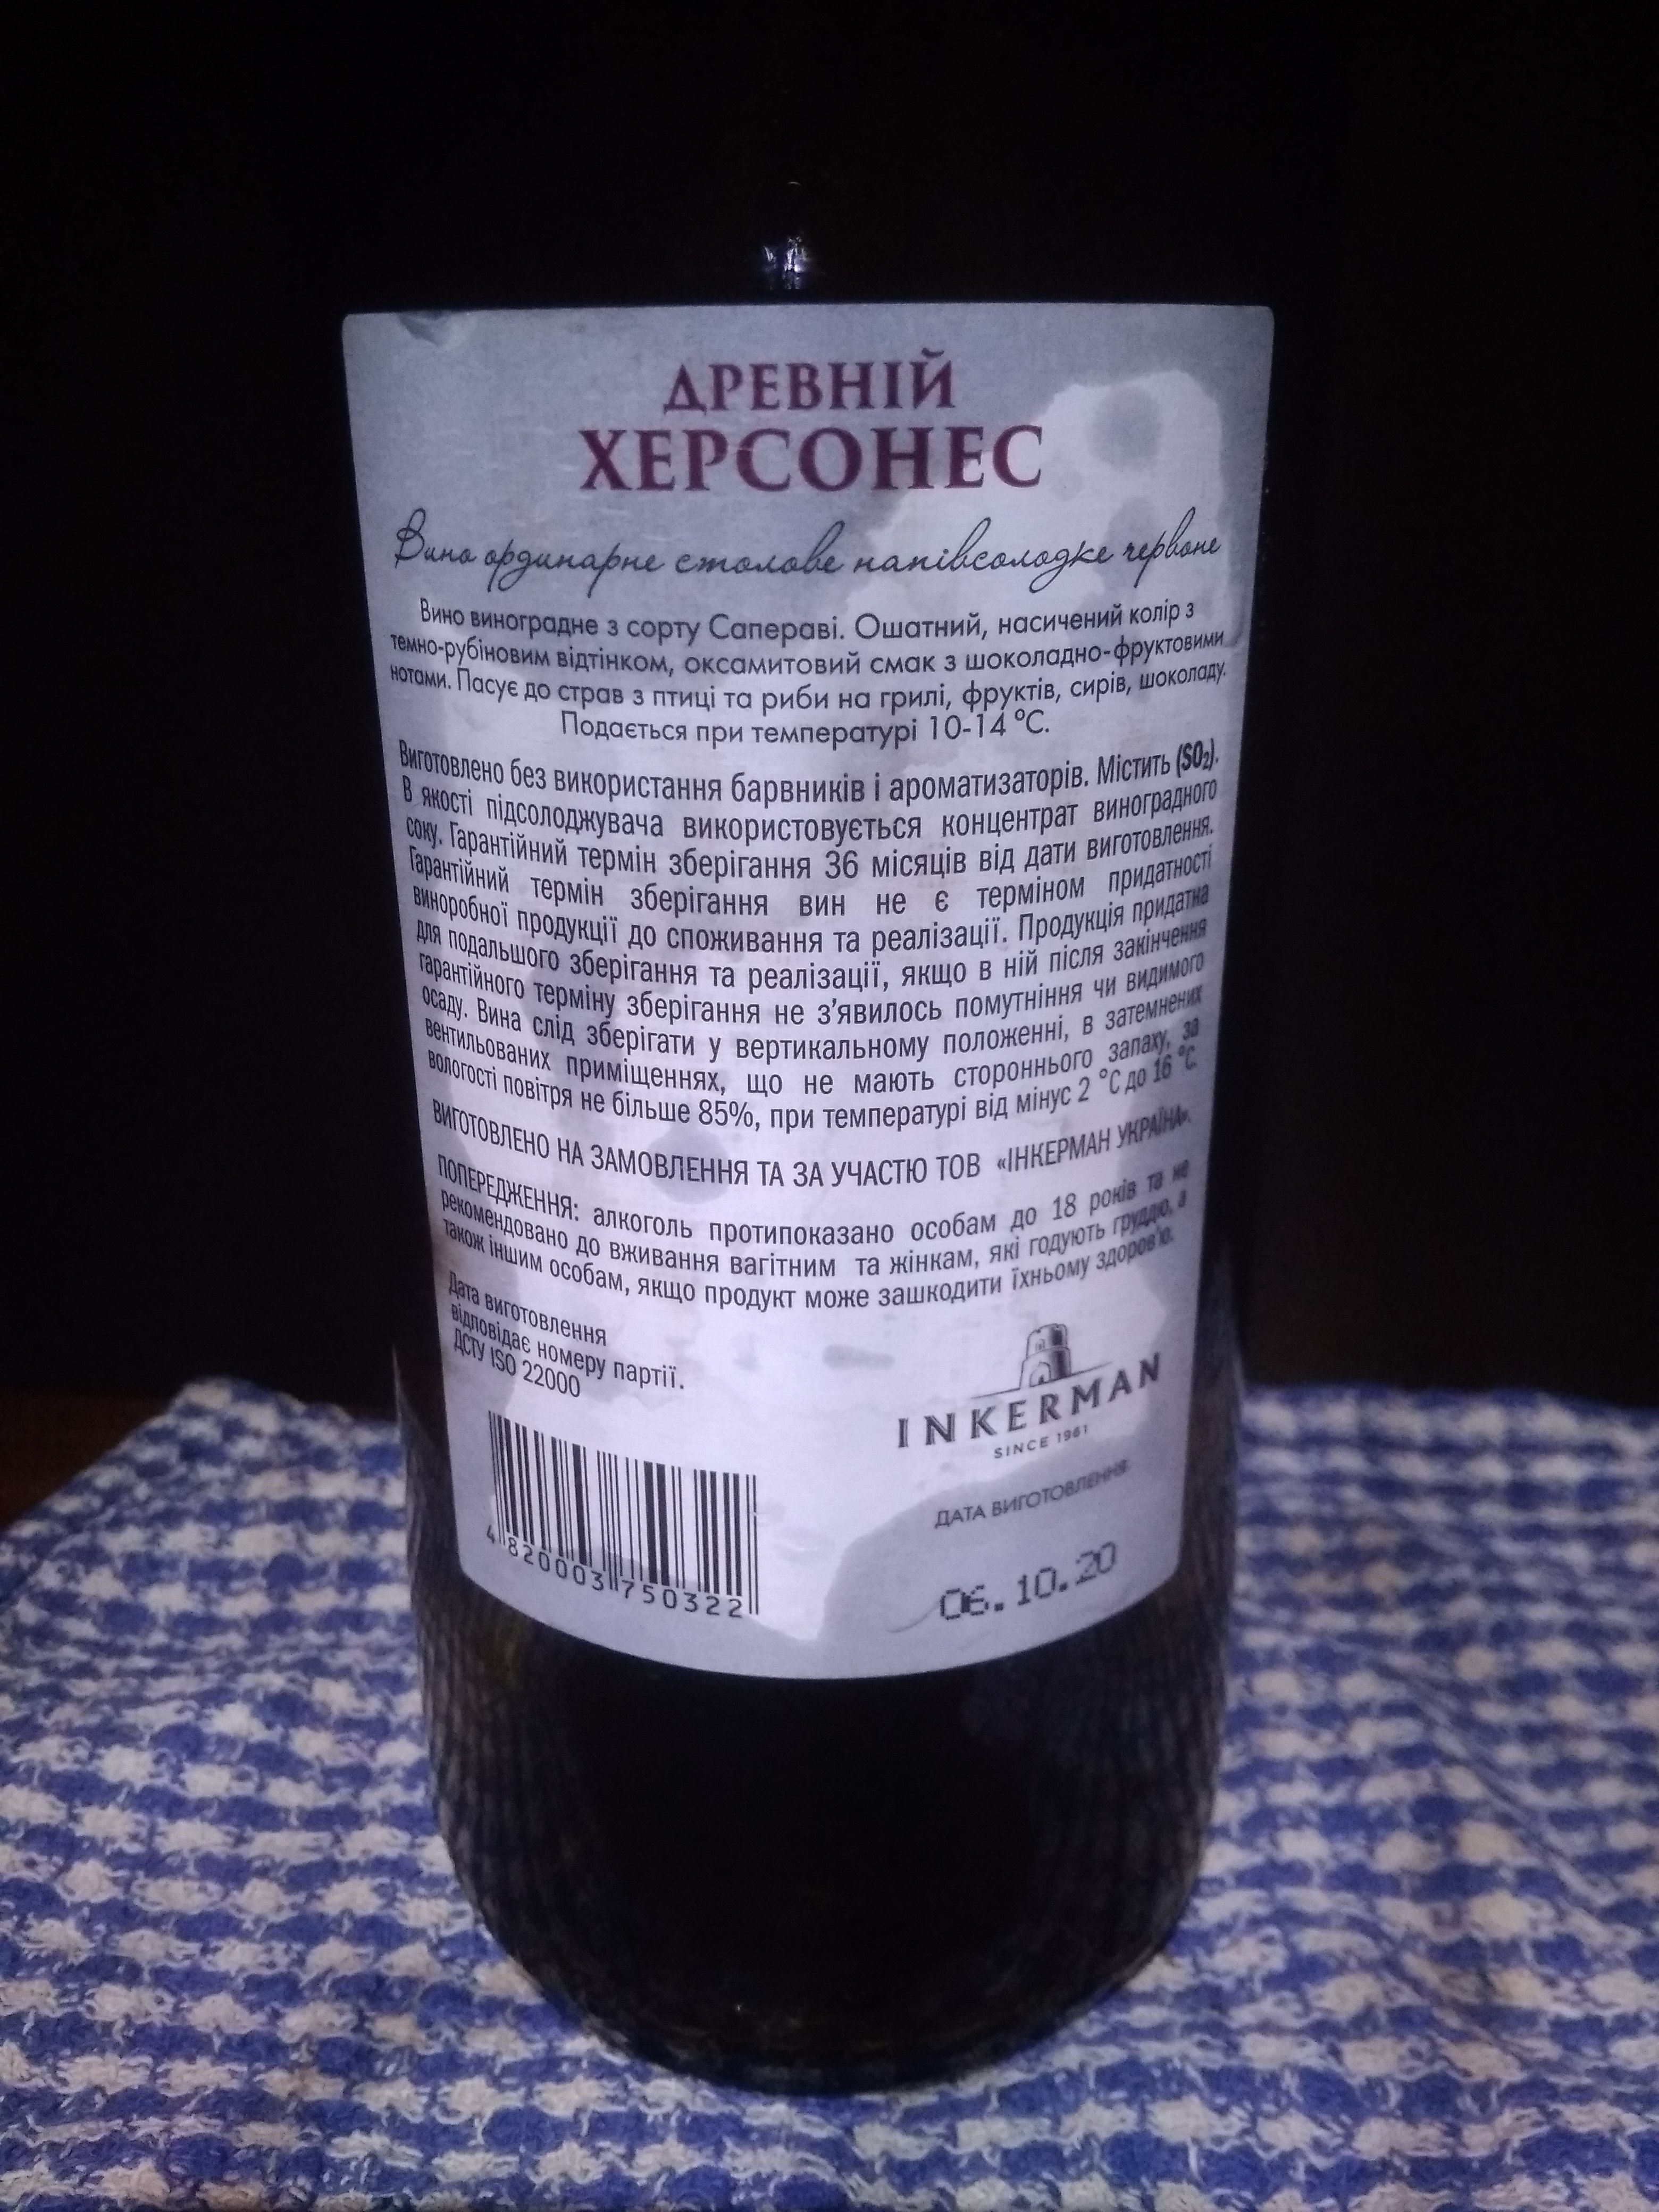 ДРЕВНІЙ
ХЕРСОНЕС
Вино ординарне столове напівсолодке червоне
Вино виноградне з сорту Сапераві. Ошатний, насичений колір з
темно-рубіновим відтінком, оксамитовий смак з шоколадно-фруктовими
нотами. Пасує до страв з птиці та риби на грилі, фруктів, сирів, шоколаду.
Подається при температурі 10-14 °С.
Виготовлено без використання барвників і ароматизаторів. Містить (SO₂).
В якості підсолоджувача використовується концентрат виноградного
соку. Гарантійний термін зберігання 36 місяців від дати виготовлення.
Гарантійний термін зберігання вин не є терміном придатності
виноробної продукції до споживання та реалізації. Продукція придатна
для подальшого зберігання та реалізації, якщо в ній після закінчення
гарантійного терміну зберігання не з’явилось помутніння чи видимого
осаду. Вина слід зберігати у вертикальному положенні, в затемнених
вентильованих приміщеннях, що не мають стороннього запаху, за
вологості повітря не більше 85%, при температурі від мінус 2 °С до 16 °С.
ВИГОТОВЛЕНО НА ЗАМОВЛЕННЯ ТА ЗА УЧАСТЮ ТОВ «ІНКЕРМАН УКРАЇНА».
ПОПЕРЕДЖЕННЯ: алкоголь протипоказано особам до 18 років та не
рекомендовано до вживання вагітним та жінкам, які годують груддю, а
також іншим особам, якщо продукт може зашкодити їхньому здоров'ю.
Дата виготовлення
відповідає номеру партії.
ДСТУ ISO 22000
INKERMAN
SINCE 1961
ДАТА ВИГОТОВЛЕННЯ
06.10.20
4 820003 750322